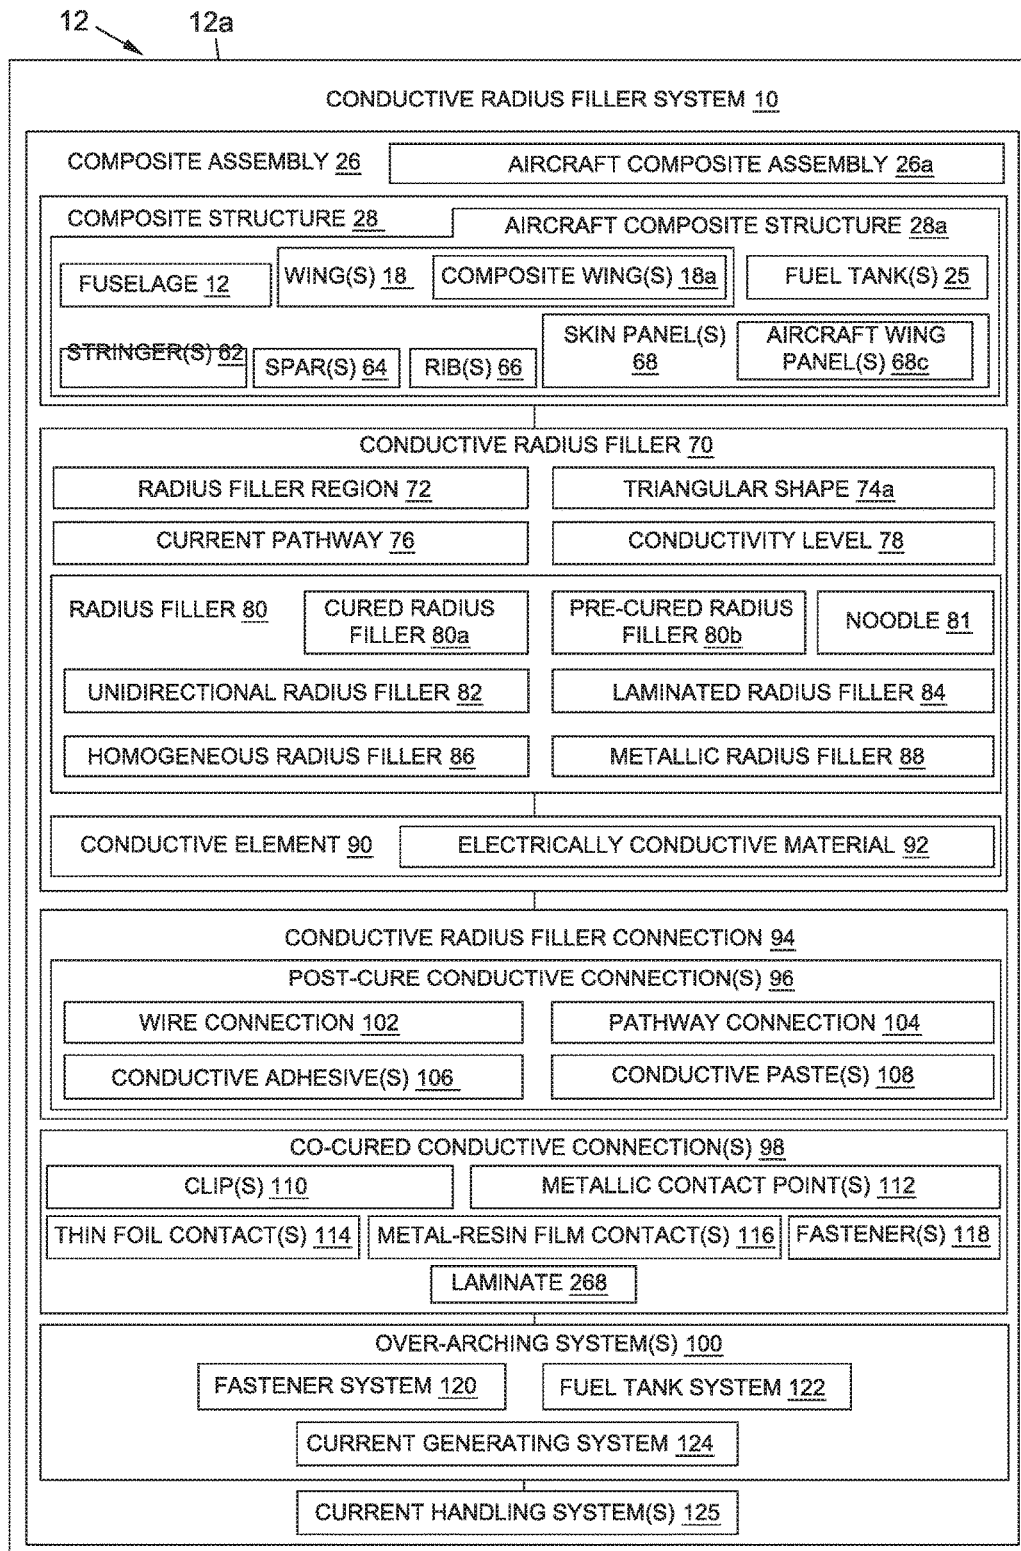 12
12a
CONDUCTIVE RADIUS FILLER SYSTEM 10
COMPOSITE ASSEMBLY 26
AIRCRAFT COMPOSITE ASSEMBLY 26a
COMPOSITE STRUCTURE 28
AIRCRAFT COMPOSITE STRUCTURE 28a
FUSELAGE 12
WING(S) 18
COMPOSITE WING(S) 18a
FUEL TANK(S) 25
STRINGER(S) 62
SPAR(S) 64
RIB(S) 66
SKIN PANEL(S)
68
AIRCRAFT WING
PANEL(S) 68c
CONDUCTIVE RADIUS FILLER 70
RADIUS FILLER REGION 72
TRIANGULAR SHAPE 74a
CURRENT PATHWAY 76
CONDUCTIVITY LEVEL 78
RADIUS FILLER 80
CURED RADIUS
FILLER 80a
PRE-CURED RADIUS
FILLER 80b
NOODLE 81
UNIDIRECTIONAL RADIUS FILLER 82
LAMINATED RADIUS FILLER 84
HOMOGENEOUS RADIUS FILLER 86
METALLIC RADIUS FILLER 88
CONDUCTIVE ELEMENT 90
ELECTRICALLY CONDUCTIVE MATERIAL 92
CONDUCTIVE RADIUS FILLER CONNECTION 94
POST-CURE CONDUCTIVE CONNECTION(S) 96
WIRE CONNECTION 102
PATHWAY CONNECTION 104
CONDUCTIVE ADHESIVE(S) 106
CONDUCTIVE PASTE(S) 108
CO-CURED CONDUCTIVE CONNECTION(S) 98
CLIP(S) 110
METALLIC CONTACT POINT(S) 112
THIN FOIL CONTACT(S) 114
METAL-RESIN FILM CONTACT(S) 116
FASTENER(S) 118
LAMINATE 268
OVER-ARCHING SYSTEM(S) 100
FASTENER SYSTEM 120
FUEL TANK SYSTEM 122
CURRENT GENERATING SYSTEM 124
CURRENT HANDLING SYSTEM(S) 125